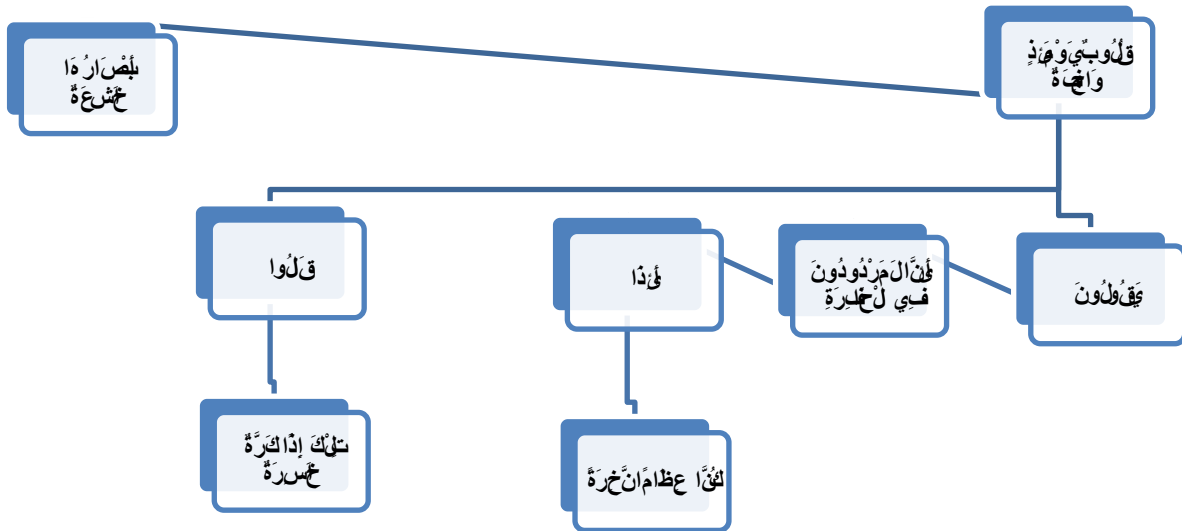 قُلُوبٌ يَوْمَئِذٍ
وَاجِفَةٌ
أَبْصَارُهَا
خَاشِعَةٌ
يَقُولُونَ
أَئِنَّا لَمَرْدُودُونَ
فِي الْحَافِرَةِ
أَئِذَا
قَالُوا
كُنَّا عِظَامًا نَّخِرَةً
تِلْكَ إِذًا كَرَّةٌ
خَاسِرَةٌ